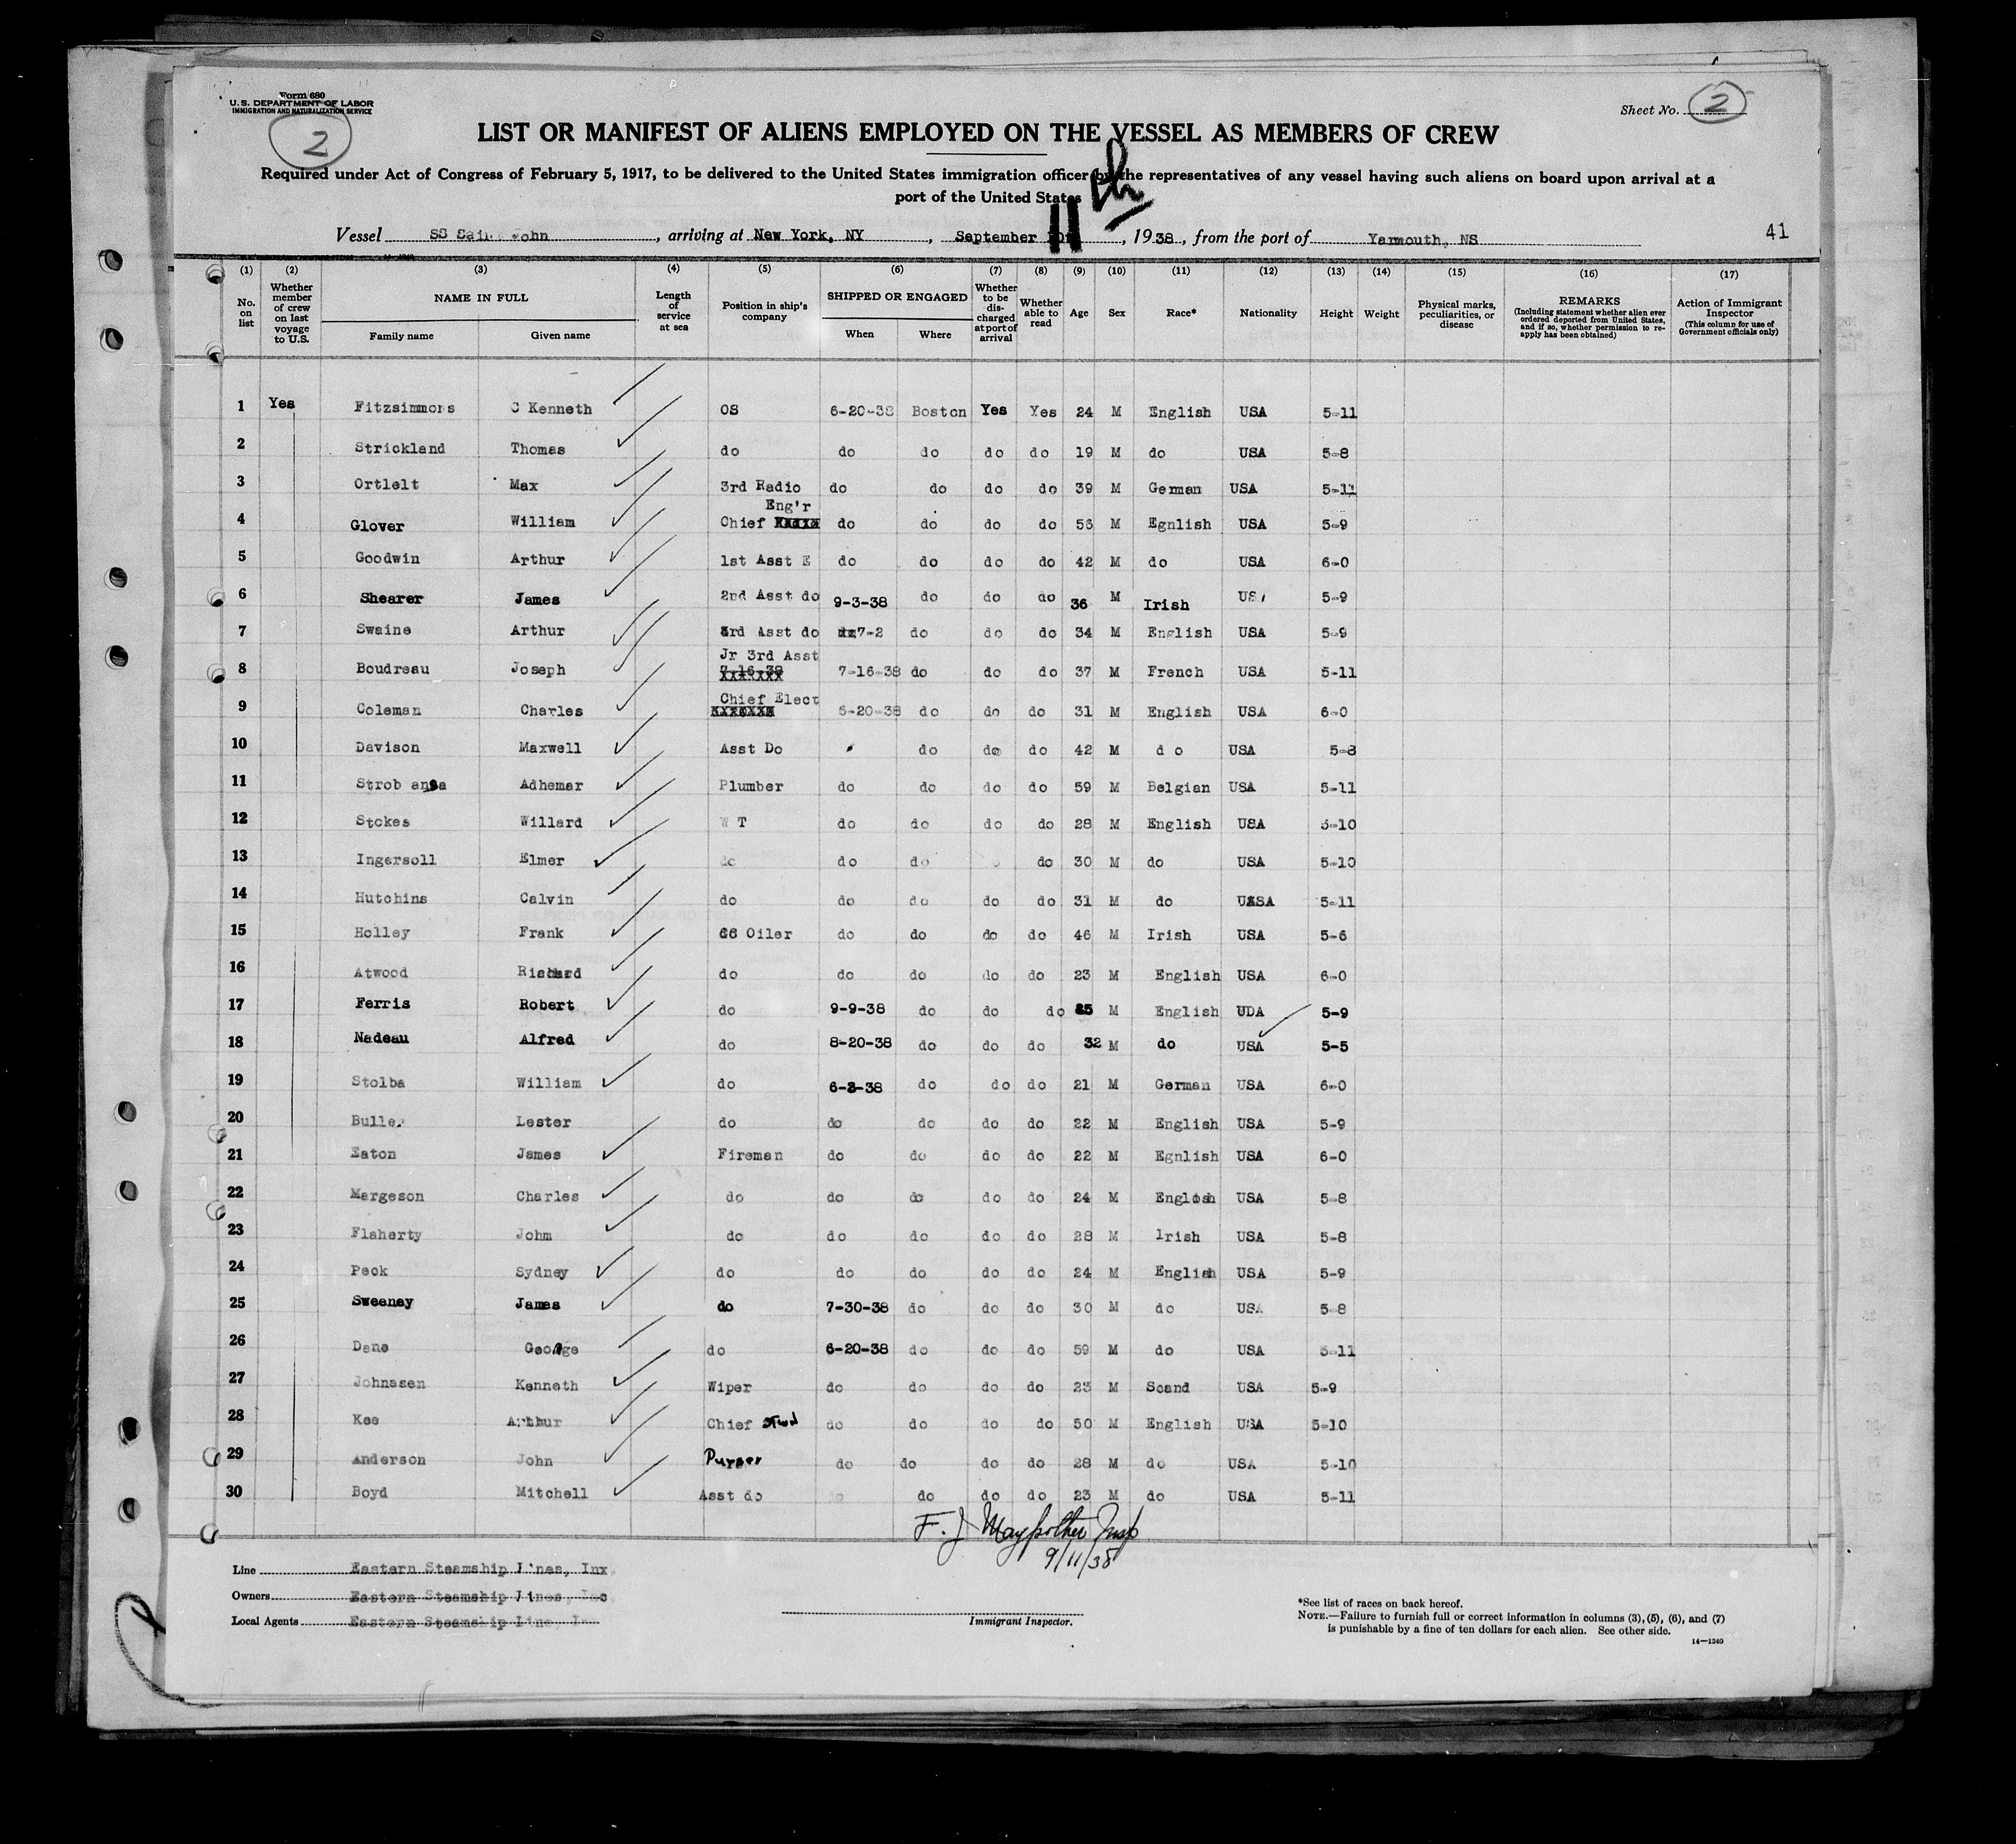 Form 680
U.S. DEPARTMENT OF LABOR
IMMIGRATION AND NATURALIZATION SERVICE
2
Sheet No. 2
LIST OR MANIFEST OF ALIENS EMPLOYED ON THE VESSEL AS MEMBERS OF CREW
Required under Act of Congress of February 5, 1917, to be delivered to the United States immigration officer by the representatives of any vessel having such aliens on board upon arrival at a
port of the United States
11th
Vessel SS Saint John, arriving at New York, NY, September, 1938, from the port of Yarmouth, NS
41
(1) (2) (3) (4) (5) (6) (7) (8) (9) (10) (11) (12) (13) (14) (15) (16) (17)
No. on list
Whether member of crew on last voyage to U.S.
NAME IN FULL
Family name Given name
Length of service at sea
Position in ship's company
SHIPPED OR ENGAGED
When Where
Whether to be discharged at port of arrival
Whether able to read
Age
Sex
Race*
Nationality
Height
Weight
Physical marks, peculiarities, or disease
REMARKS
(Including statement whether alien ever ordered deported from United States, and if so, whether permission to reapply has been obtained)
Action of Immigrant Inspector
(This column for use of Government officials only)
1 Yes Fitzsimmons C Kenneth OS 6-20-38 Boston Yes Yes 24 M English USA 5-11
2 Strickland Thomas do do do do do 19 M do USA 5-8
3 Ortlelt Max 3rd Radio do do do do 39 M German USA 5-11
4 Glover William Chief Eng'r do do do do 56 M Egnlish USA 5-9
5 Goodwin Arthur 1st Asst E do do do do 42 M do USA 6-0
6 Shearer James 2nd Asst do 9-3-38 do do do 36 M Irish USA 5-9
7 Swaine Arthur 3rd Asst do 7-2 do do do 34 M English USA 5-9
8 Boudreau Joseph Jr 3rd Asst 7-16-38 do do do 37 M French USA 5-11
9 Coleman Charles Chief Elect 6-20-38 do do do 31 M English USA 6-0
10 Davison Maxwell Asst Do do do do 42 M d o USA 5-8
11 Adhemar Plumber do do do do 59 M Belgian USA 5-11
12 Stokes Willard W T do do do do 28 M English USA 5-10
13 Ingersoll Elmer do do do do 30 M do USA 5-10
14 Hutchins Calvin do do do do do 31 M do USA 5-11
15 Holley Frank Oiler do do do do 46 M Irish USA 5-6
16 Atwood Richard do do do do do 23 M English USA 6-0
17 Ferris Robert do 9-9-38 do do do 25 M English UDA 5-9
18 Nadeau Alfred do 8-20-38 do do do 32 M do USA 5-5
19 Stolba William do do do do 21 M German USA 6-0
20 Lester do do do do do 22 M English USA 5-9
21 Eaton James Fireman do do do do 22 M Egnlish USA 6-0
22 Margeson Charles do do do do do 24 M English USA 5-8
23 Flaherty John do do do do do 28 M Irish USA 5-8
24 Peck Sydney do do do do do 24 M English USA 5-9
25 Sweeney James do 7-30-38 do do do 30 M do USA 5-8
26 Dane George do 6-20-38 do do do 59 M do USA 5-11
27 Johnasen Kenneth Wiper do do do do 23 M Scand USA 5-9
28 Kee Arthur Chief Stwd do do do do 50 M English USA 5-10
29 Anderson John Purser do do do do 28 M do USA 5-10
30 Boyd Mitchell Asst do do do do 23 M do USA 5-11
9/11/38
Line Eastern Steamship Lines, Inx
Owners Eastern Steamship Lines, Inc
Local Agents Eastern Steamship Line
Immigrant Inspector.
*See list of races on back hereof.
NOTE.—Failure to furnish full or correct information in columns (3), (5), (6), and (7)
is punishable by a fine of ten dollars for each alien. See other side.
14—1240